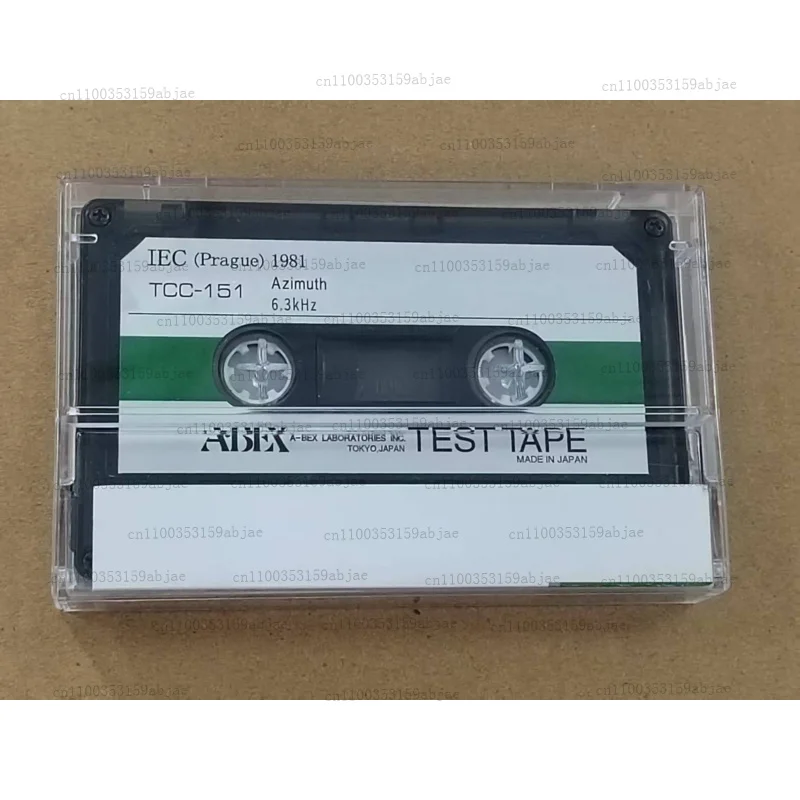 IEC (Prague) 1981
TCC-151 Azimuth
6.3kHz
ABEX A-BEX LABORATORIES INC. TEST TAPE
TOKYO,JAPAN
MADE IN JAPAN
cn1100353159abjae